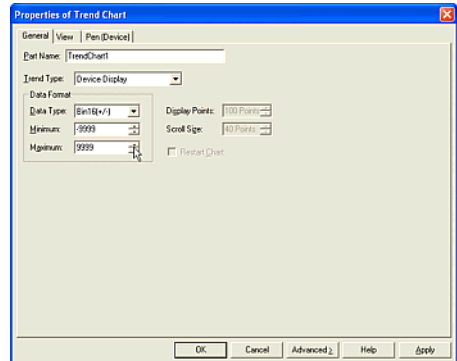 Properties of Trend Chart
General View Pen (Device)
Part Name: TrendChart1
Trend Type: Device Display
Data Format
Data Type: Bin16(+/-) Display Points: 100 Points
Minimum: -9999 Scroll Size: 40 Points
Maximum: 9999 Restart Chart
OK Cancel Advanced > Help Apply